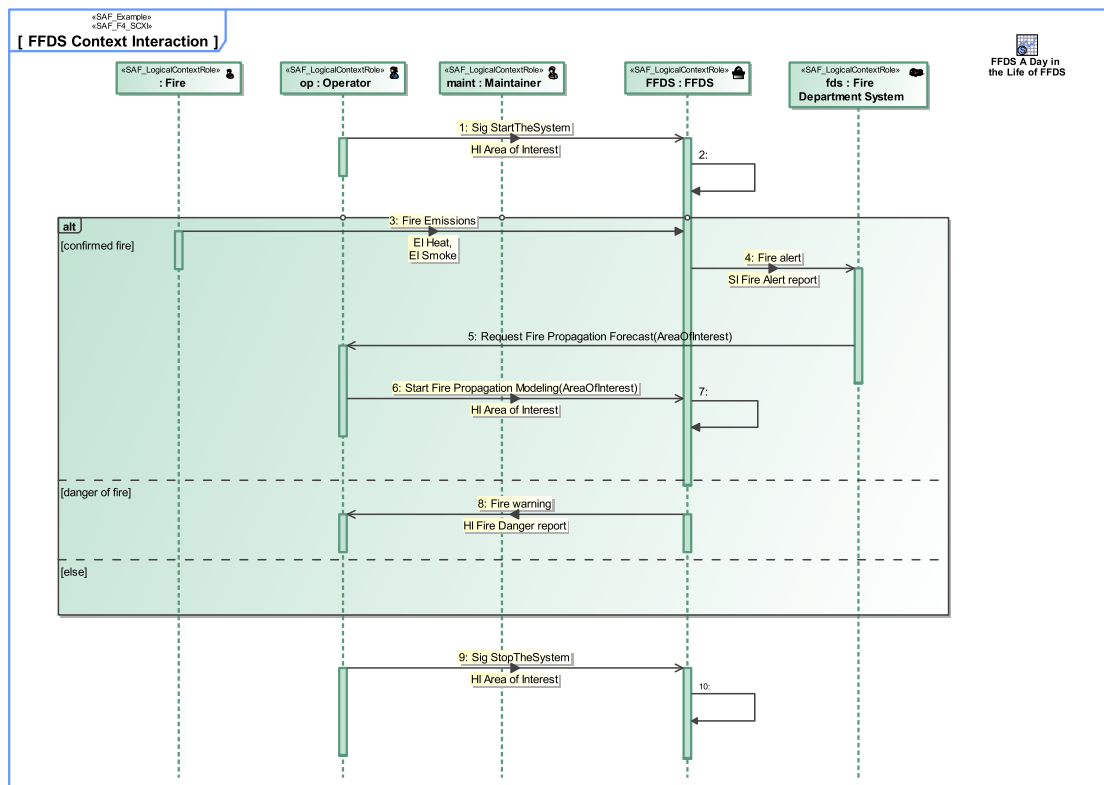 «SAF_Example»
«SAF_F4_SCXI»
[ FFDS Context Interaction ]
FFDS A Day in
the Life of FFDS
«SAF_LogicalContextRole»
: Fire
«SAF_LogicalContextRole»
op : Operator
«SAF_LogicalContextRole»
maint : Maintainer
«SAF_LogicalContextRole»
FFDS : FFDS
«SAF_LogicalContextRole»
fds : Fire
Department System
1: Sig StartTheSystem
HI Area of Interest
2:
alt
[confirmed fire]
3: Fire Emissions
EI Heat,
EI Smoke
4: Fire alert
SI Fire Alert report
5: Request Fire Propagation Forecast(AreaOfInterest)
6: Start Fire Propagation Modeling(AreaOfInterest)
HI Area of Interest
7:
[danger of fire]
8: Fire warning
HI Fire Danger report
[else]
9: Sig StopTheSystem
HI Area of Interest
10: